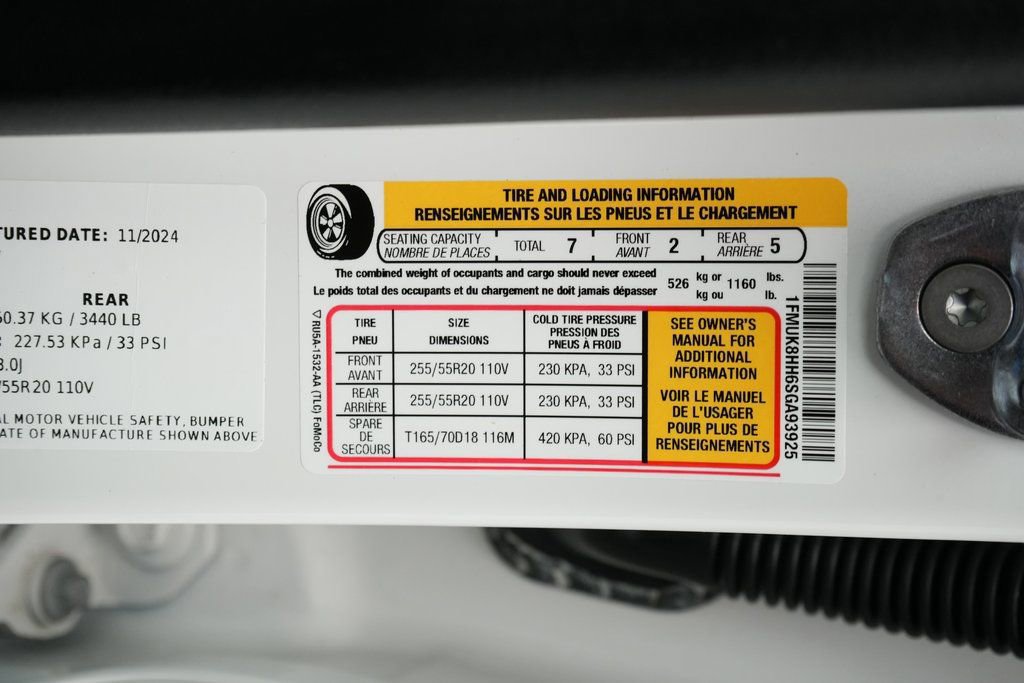 TURED DATE: 11/2024
REAR
60.37 KG / 3440 LB
227.53 KPa / 33 PSI
8.0J
/55R20 110V
AL MOTOR VEHICLE SAFETY, BUMPER
ATE OF MANUFACTURE SHOWN ABOVE
TIRE AND LOADING INFORMATION
RENSEIGNEMENTS SUR LES PNEUS ET LE CHARGEMENT
SEATING CAPACITY
NOMBRE DE PLACES
TOTAL 7
FRONT
AVANT 2
REAR
ARRIÈRE 5
The combined weight of occupants and cargo should never exceed
Le poids total des occupants et du chargement ne doit jamais dépasser
526 kg or 1160 lbs.
kg ou lb.
TIRE
PNEU
SIZE
DIMENSIONS
COLD TIRE PRESSURE
PRESSION DES
PNEUS À FROID
FRONT
AVANT
255/55R20 110V
230 KPA, 33 PSI
REAR
ARRIÈRE
255/55R20 110V
230 KPA, 33 PSI
SPARE
DE
SECOURS
T165/70D18 116M
420 KPA, 60 PSI
SEE OWNER'S
MANUAL FOR
ADDITIONAL
INFORMATION
VOIR LE MANUEL
DE L'USAGER
POUR PLUS DE
RENSEIGNEMENTS
RU5A-1532-AA (TLC) FoMoCo
1FMUK8HH6SGA93925